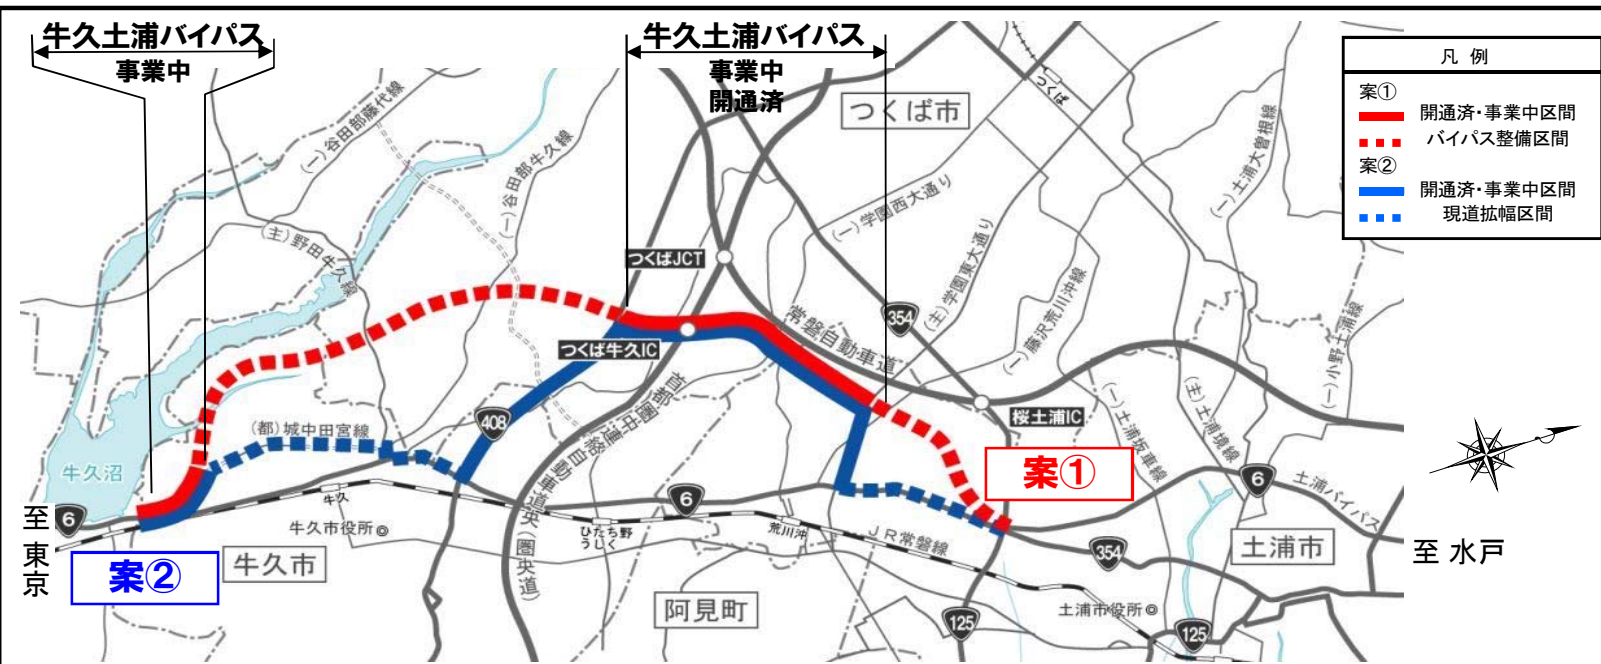 牛久土浦バイパス
事業中
牛久土浦バイパス
事業中
開通済
凡 例
案①
開通済・事業中区間
バイパス整備区間
案②
開通済・事業中区間
現道拡幅区間
つくば市
つくば
(一)谷田部藤代線
(一)谷田部牛久線
(主)野田牛久線
(一)学園西大通り
(主)学園東大通り
(一)土浦大曽根線
(一)藤沢荒川沖線
(一)小野土浦線
(一)土浦坂車線
(主)土浦境線
つくばJCT
つくば牛久IC
常磐自動車道
354
桜土浦IC
首都圏中央連絡自動車道(圏央道)
408
(都)城中田宮線
牛久沼
案①
6
土浦バイパス
至 水戸
至 東京
6
案②
牛久市
牛久
牛久市役所
ひたち野
うしく
6
荒川沖
JR常磐線
阿見町
354
土浦市
土浦市役所
125
125